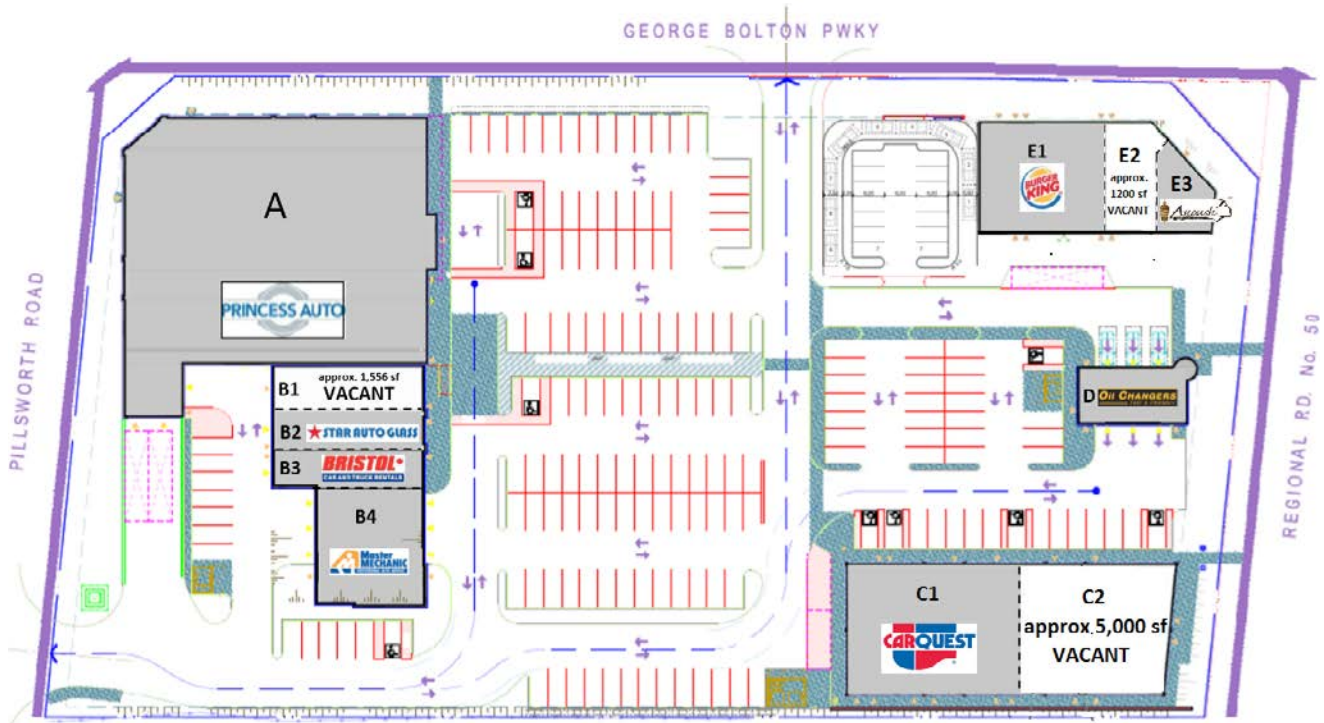 GEORGE BOLTON PWKY
PILLSWORTH ROAD
REGIONAL RD. No. 50
A
PRINCESS AUTO
B1
approx. 1,556 sf
VACANT
B2
STAR AUTO GLASS
B3
BRISTOL
CAR AND TRUCK RENTALS
B4
Master
MECHANIC
E1
BURGER
KING
E2
approx.
1200 sf
VACANT
E3
D
OIL CHANGERS
C1
CARQUEST
C2
approx.5,000 sf
VACANT